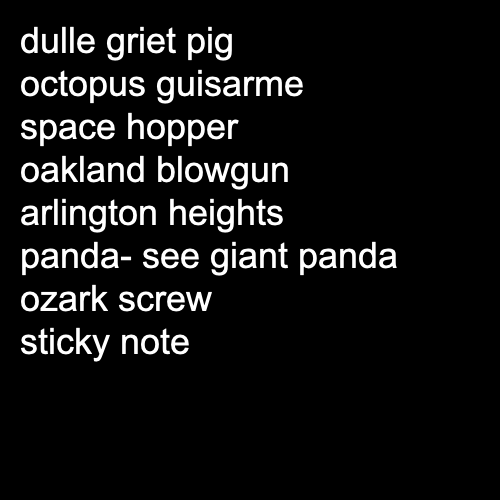 dulle griet pig
octopus guisarme
space hopper
oakland blowgun
arlington heights
panda- see giant panda
ozark screw
sticky note